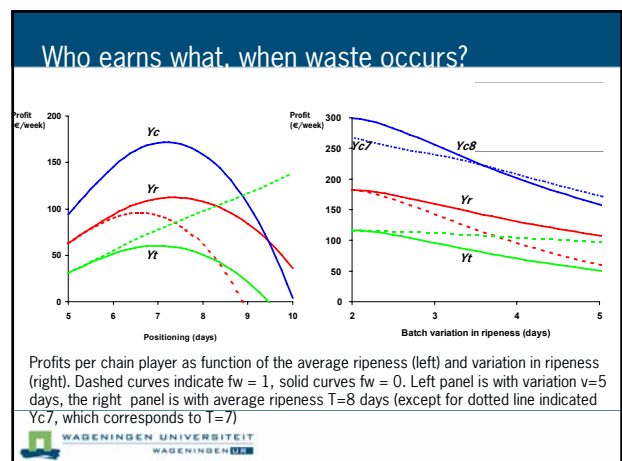 Who earns what, when waste occurs?
Profit
(€/week)
200
150
100
50
0
5 6 7 8 9 10
Positioning (days)
Yc
Yr
Yt
Profit
(€/week)
300
250
200
150
100
50
0
2 3 4 5
Batch variation in ripeness (days)
Yc7
Yc8
Yr
Yt
Profits per chain player as function of the average ripeness (left) and variation in ripeness
(right). Dashed curves indicate fw = 1, solid curves fw = 0. Left panel is with variation v=5
days, the right panel is with average ripeness T=8 days (except for dotted line indicated
Yc7, which corresponds to T=7)
WAGENINGEN UNIVERSITEIT
WAGENINGEN UR